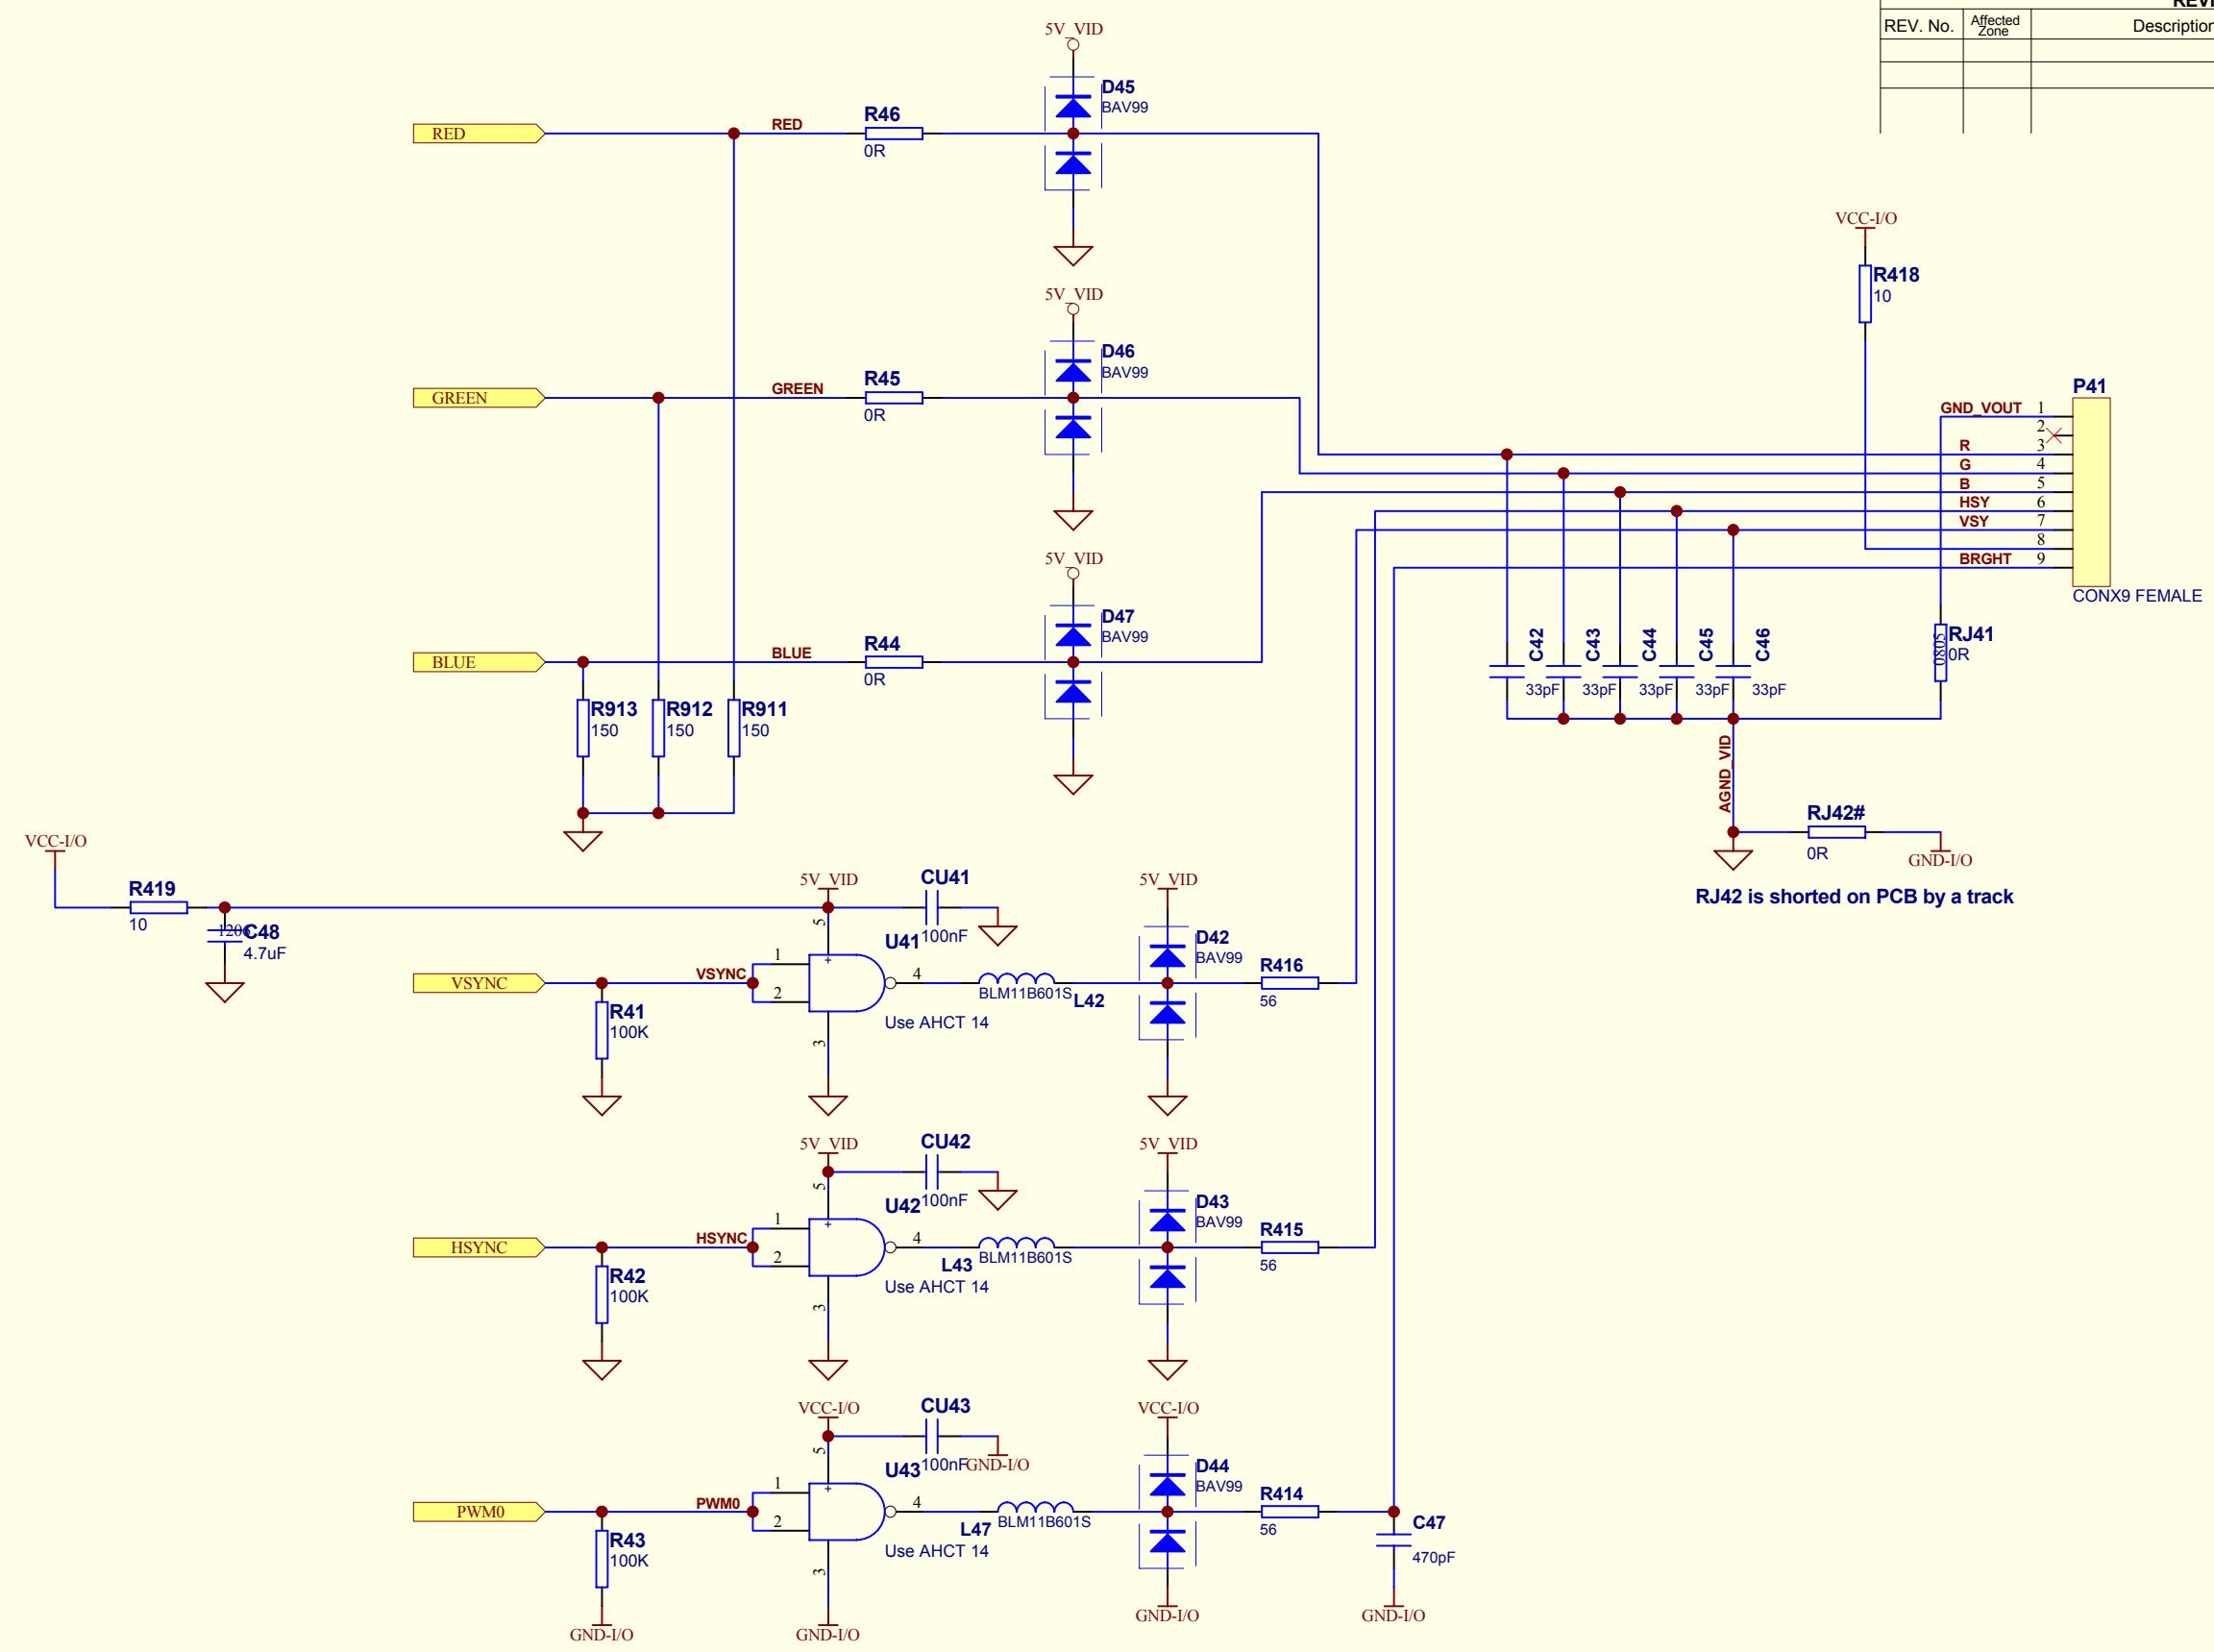 REV. No.
Affected Zone
Description
5V_VID
D45
BAV99
RED
RED
R46
0R
VCC-I/O
R418
10
5V_VID
D46
BAV99
GREEN
GREEN
R45
0R
P41
GND_VOUT 1
2
R 3
G 4
B 5
HSY 6
VSY 7
8
BRGHT 9
CONX9 FEMALE
5V_VID
D47
BAV99
BLUE
BLUE
R44
0R
C42
33pF
C43
33pF
C44
33pF
C45
33pF
C46
33pF
0805
RJ41
0R
R913
150
R912
150
R911
150
AGND_VID
RJ42#
0R
GND-I/O
RJ42 is shorted on PCB by a track
VCC-I/O
R419
10
1206
C48
4.7uF
5V_VID
CU41
100nF
5V_VID
D42
BAV99
VSYNC
VSYNC
R41
100K
1
2
5
3
4
U41
Use AHCT 14
BLM11B601S
L42
R416
56
5V_VID
CU42
100nF
5V_VID
D43
BAV99
HSYNC
HSYNC
R42
100K
1
2
5
3
4
U42
Use AHCT 14
L43
BLM11B601S
R415
56
VCC-I/O
CU43
100nF
GND-I/O
VCC-I/O
D44
BAV99
PWM0
PWM0
R43
100K
1
2
5
3
4
U43
Use AHCT 14
L47
BLM11B601S
R414
56
C47
470pF
GND-I/O
GND-I/O
GND-I/O
GND-I/O